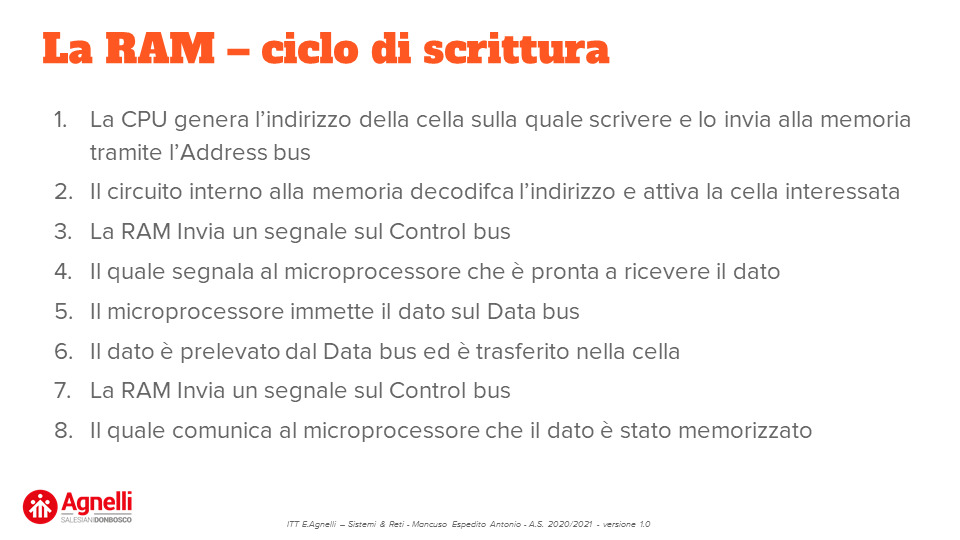 La RAM – ciclo di scrittura
1. La CPU genera l’indirizzo della cella sulla quale scrivere e lo invia alla memoria
tramite l’Address bus
2. Il circuito interno alla memoria decodifca l’indirizzo e attiva la cella interessata
3. La RAM Invia un segnale sul Control bus
4. Il quale segnala al microprocessore che è pronta a ricevere il dato
5. Il microprocessore immette il dato sul Data bus
6. Il dato è prelevato dal Data bus ed è trasferito nella cella
7. La RAM Invia un segnale sul Control bus
8. Il quale comunica al microprocessore che il dato è stato memorizzato
Agnelli
SALESIANIDONBOSCO
ITT E.Agnelli – Sistemi & Reti - Mancuso Espedito Antonio - A.S. 2020/2021 - versione 1.0